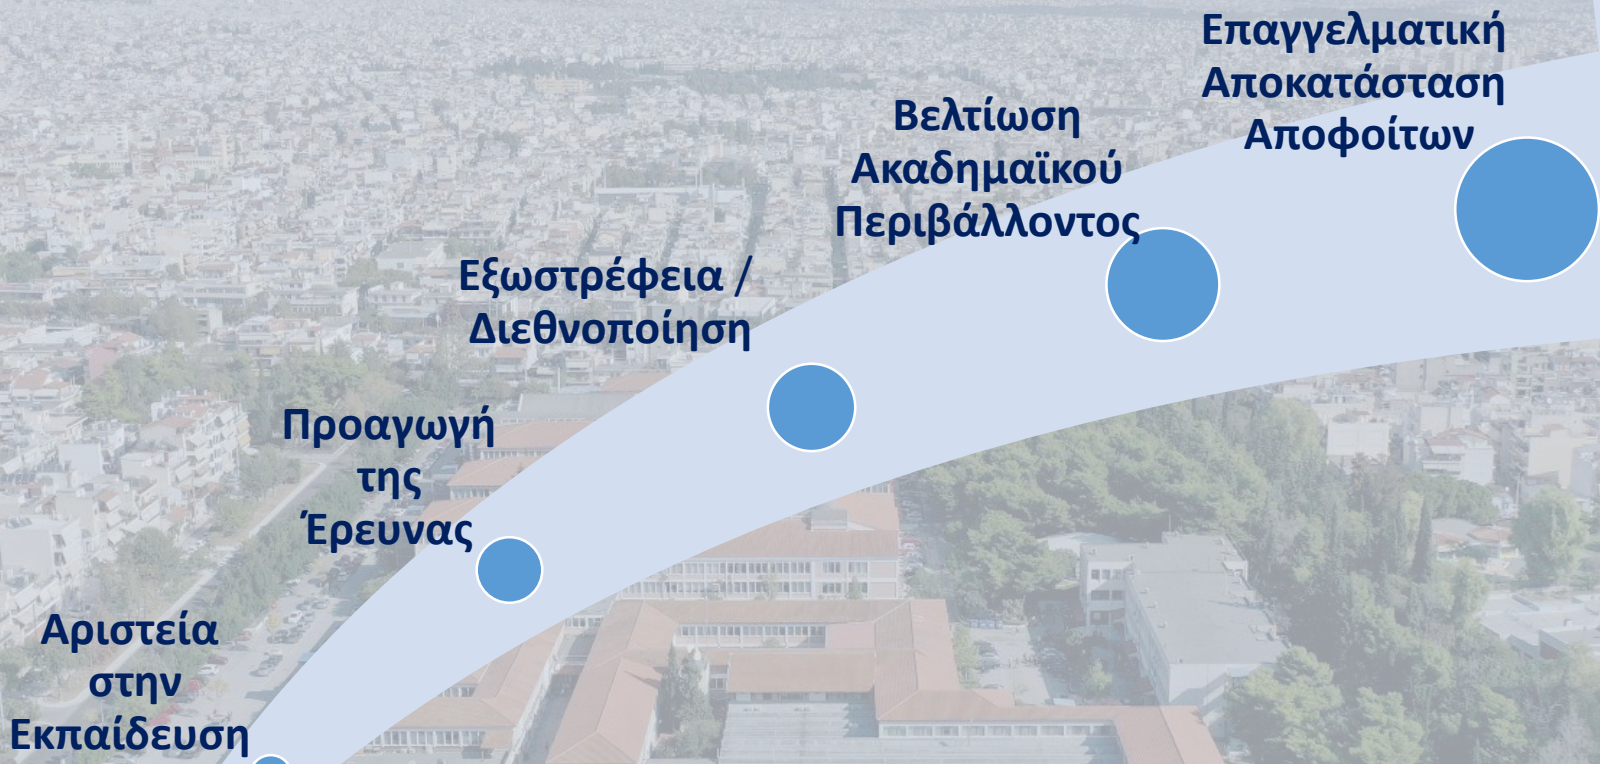 Επαγγελματική
Αποκατάσταση
Αποφοίτων
Βελτίωση
Ακαδημαϊκού
Περιβάλλοντος
Εξωστρέφεια /
Διεθνοποίηση
Προαγωγή
της
Έρευνας
Αριστεία
στην
Εκπαίδευση